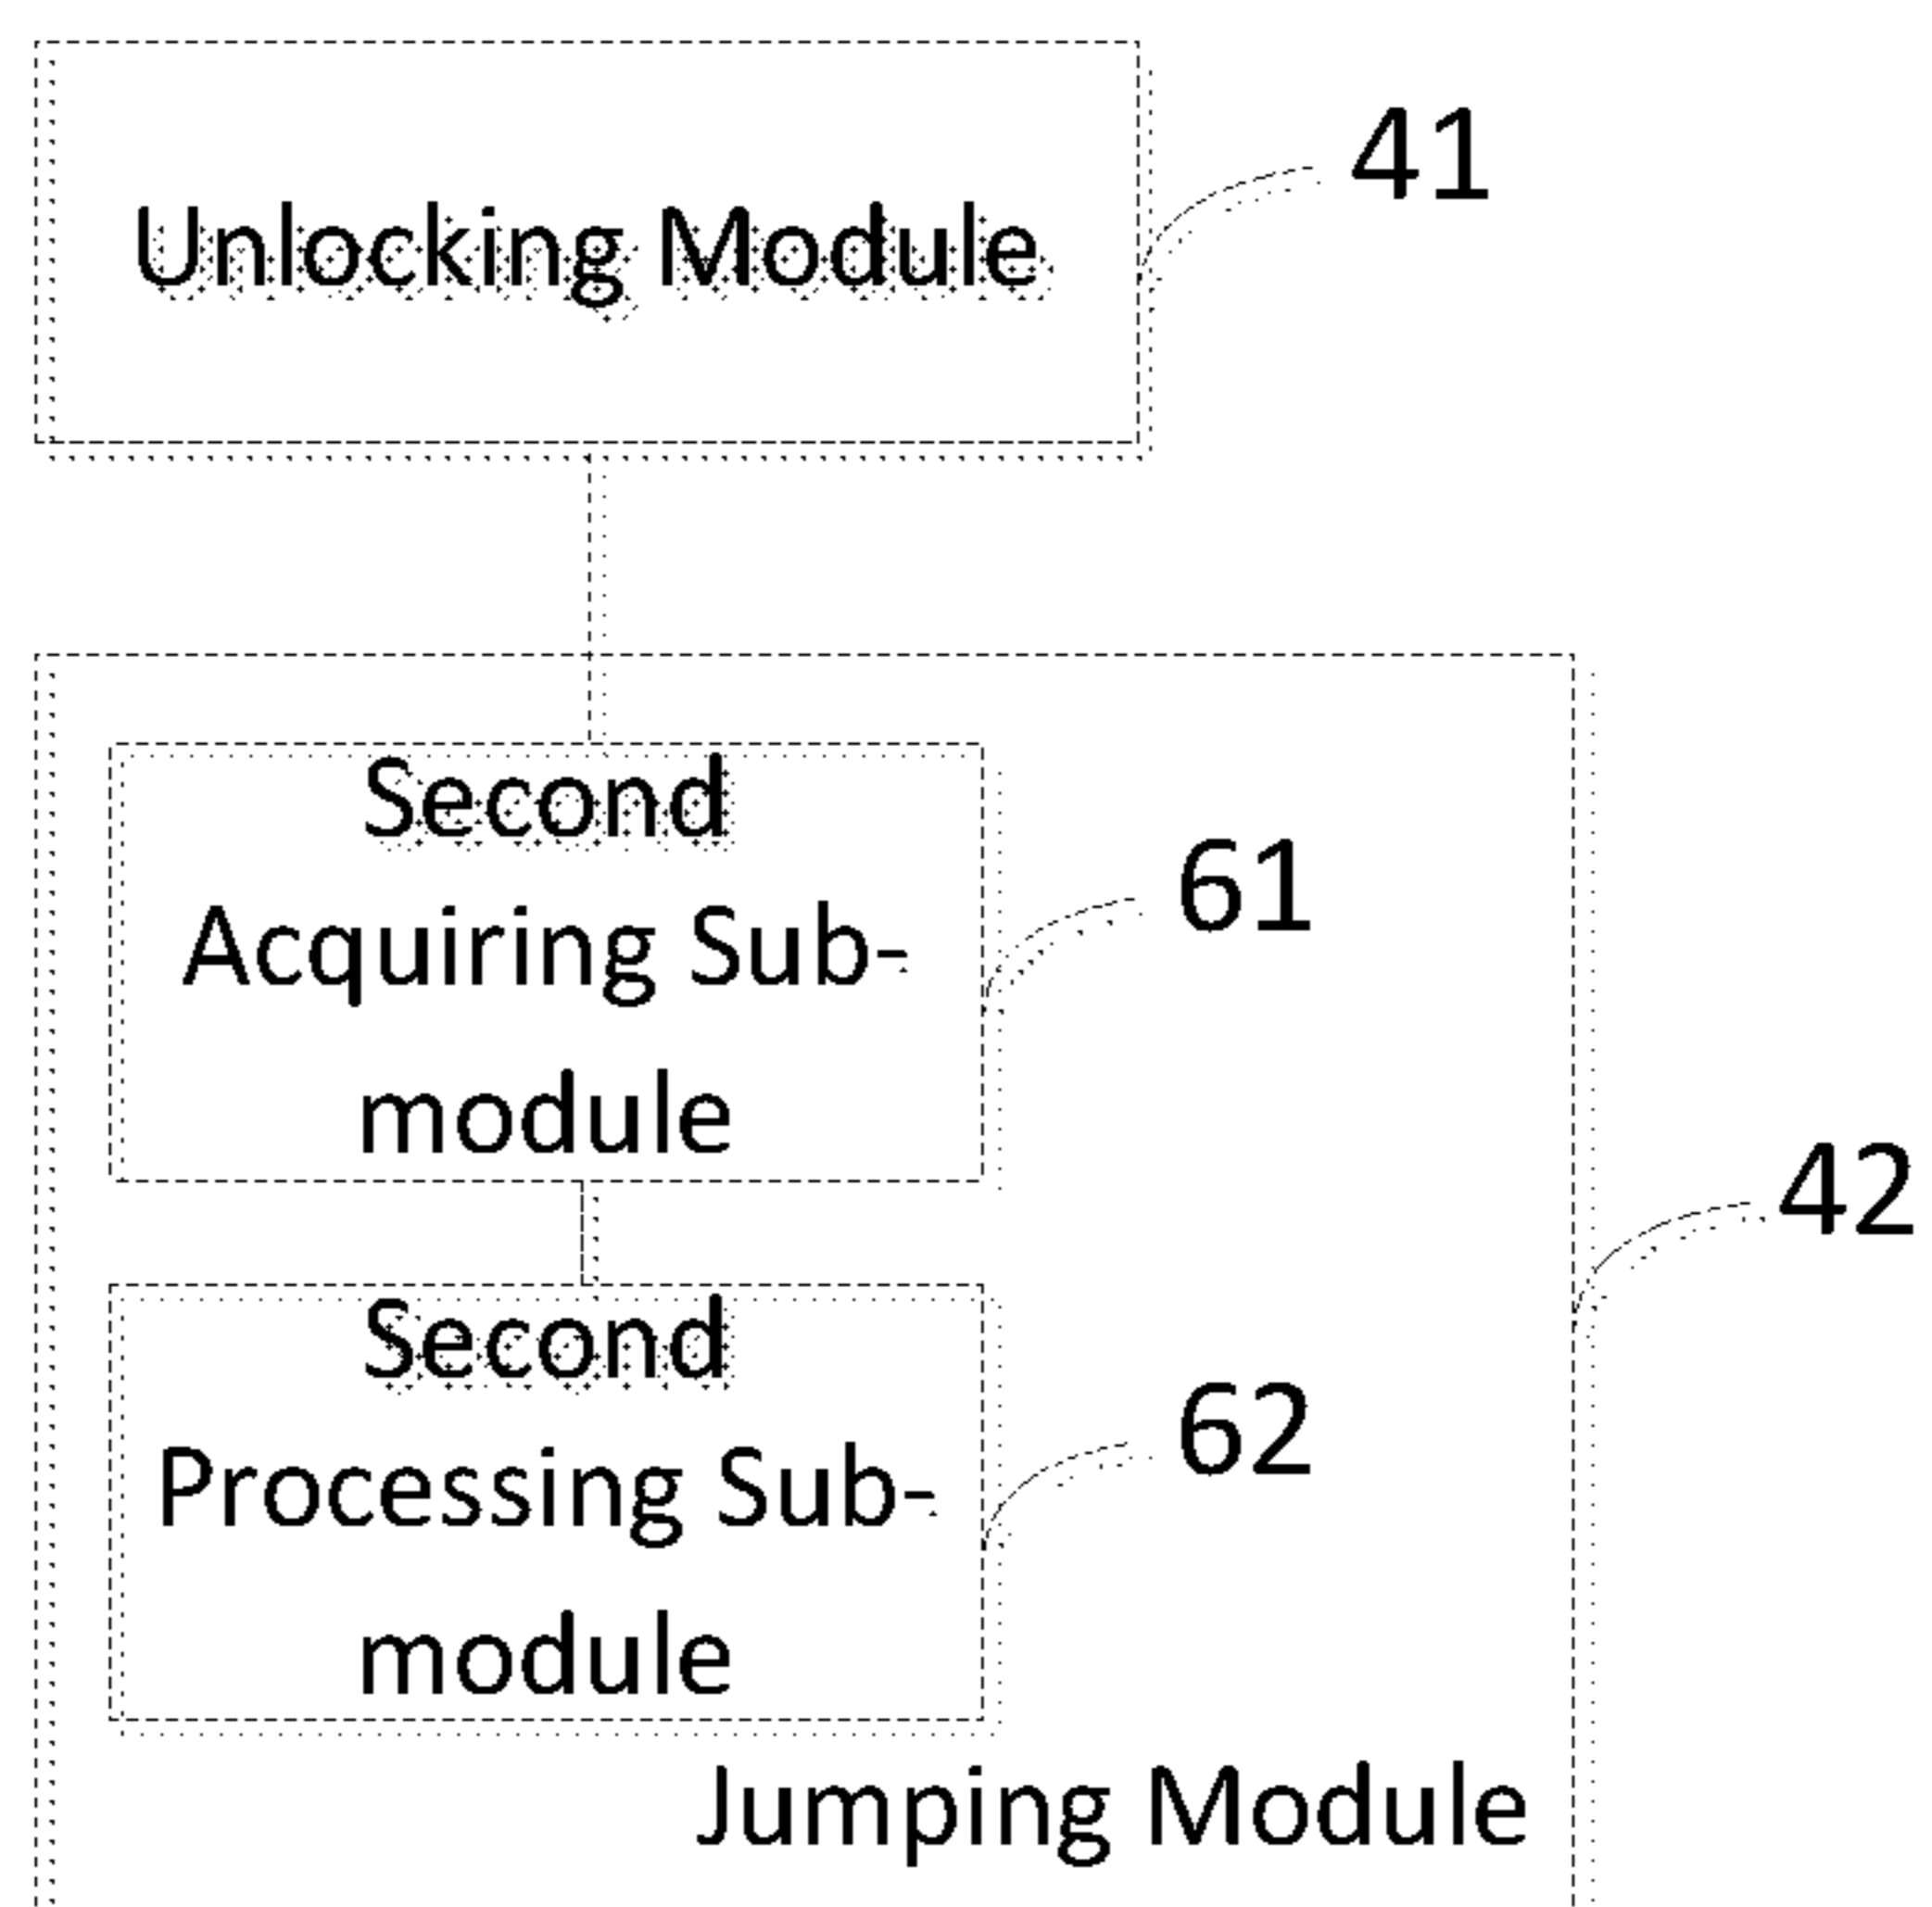 Unlocking Module
41
Second
Acquiring Sub-
module
61
42
Second
Processing Sub-
module
62
Jumping Module